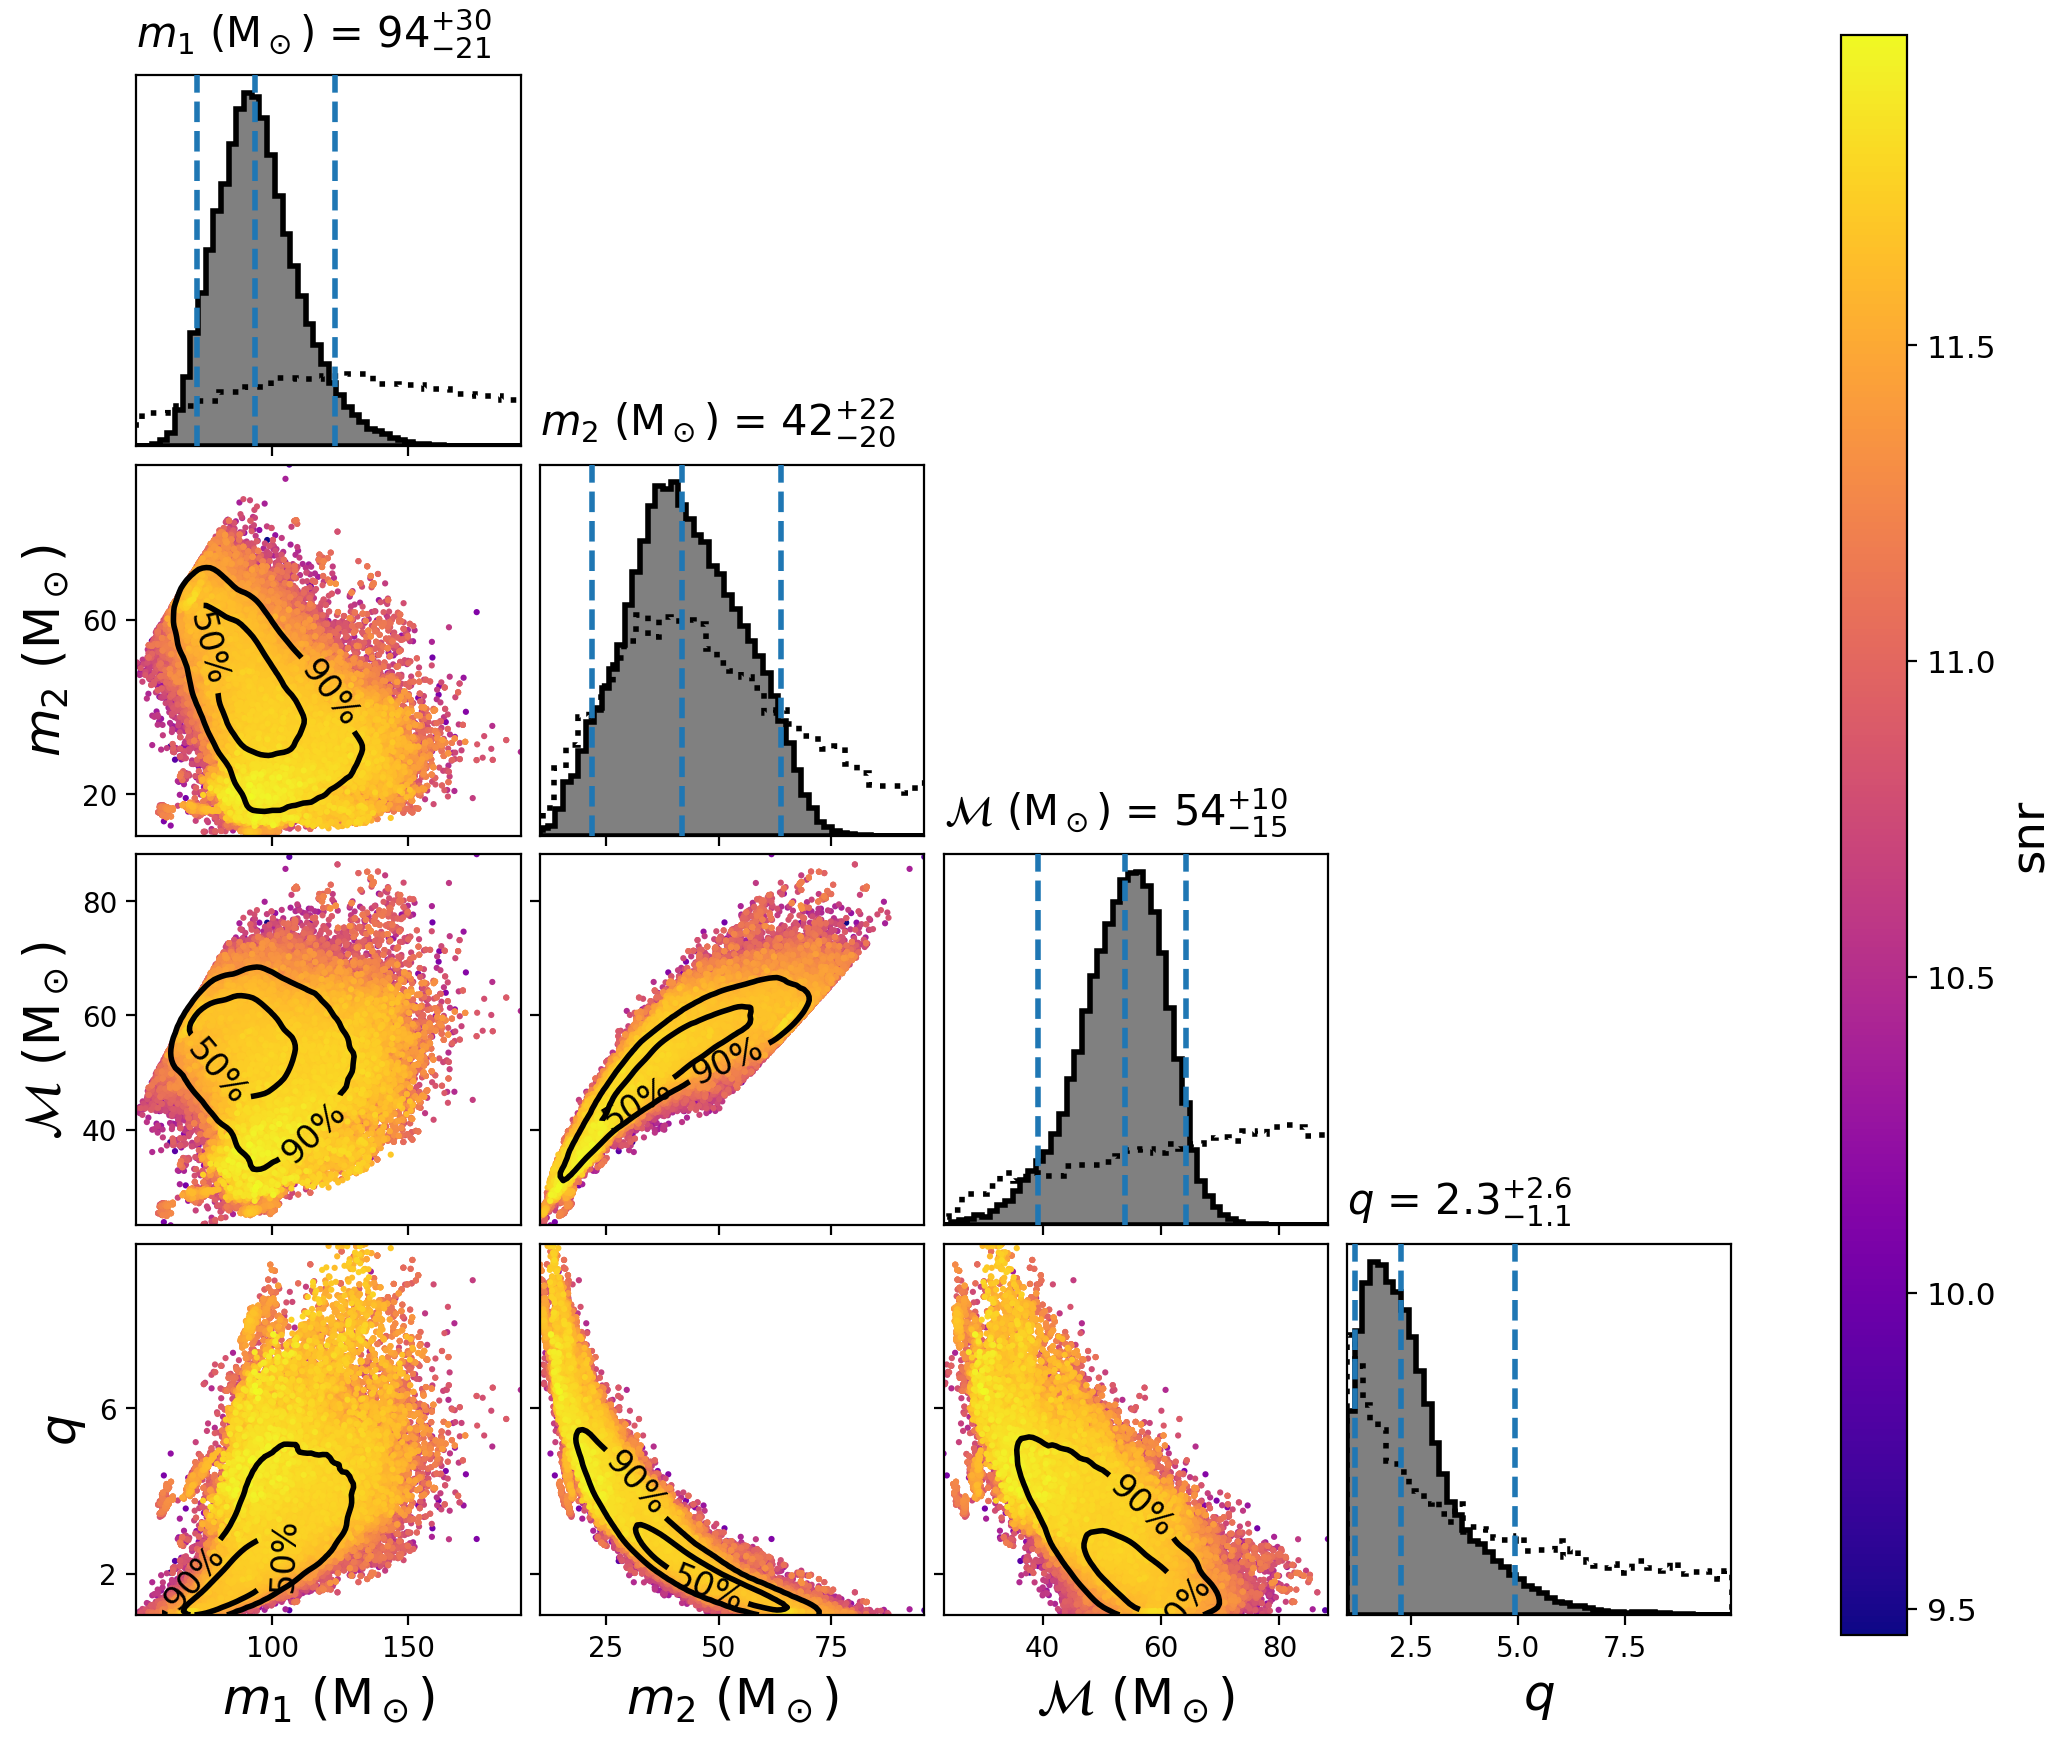 m₁ (M⊙) = 94 +30 −21
m₂ (M⊙) = 42 +22 −20
ℳ (M⊙) = 54 +10 −15
q = 2.3 +2.6 −1.1
m₂ (M⊙)
60
20
50%
90%
ℳ (M⊙)
80
60
40
50%
90%
50%
90%
q
6
2
90%
50%
90%
50%
90%
0%
100
150
25
50
75
40
60
80
2.5
5.0
7.5
m₁ (M⊙)
m₂ (M⊙)
ℳ (M⊙)
q
11.5
11.0
10.5
10.0
9.5
snr